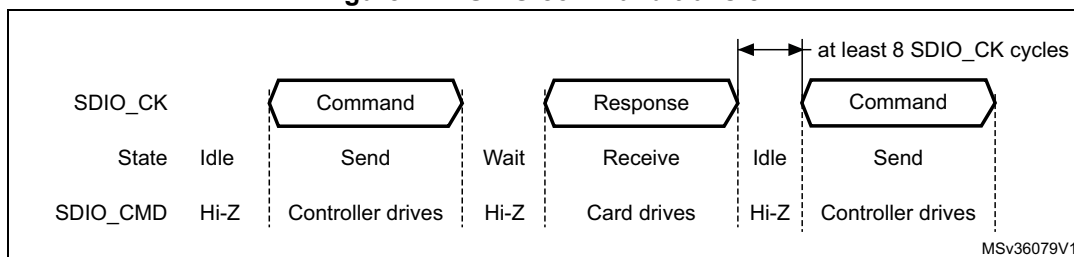 at least 8 SDIO_CK cycles
SDIO_CK Command Response Command
State Idle Send Wait Receive Idle Send
SDIO_CMD Hi-Z Controller drives Hi-Z Card drives Hi-Z Controller drives
MSv36079V1